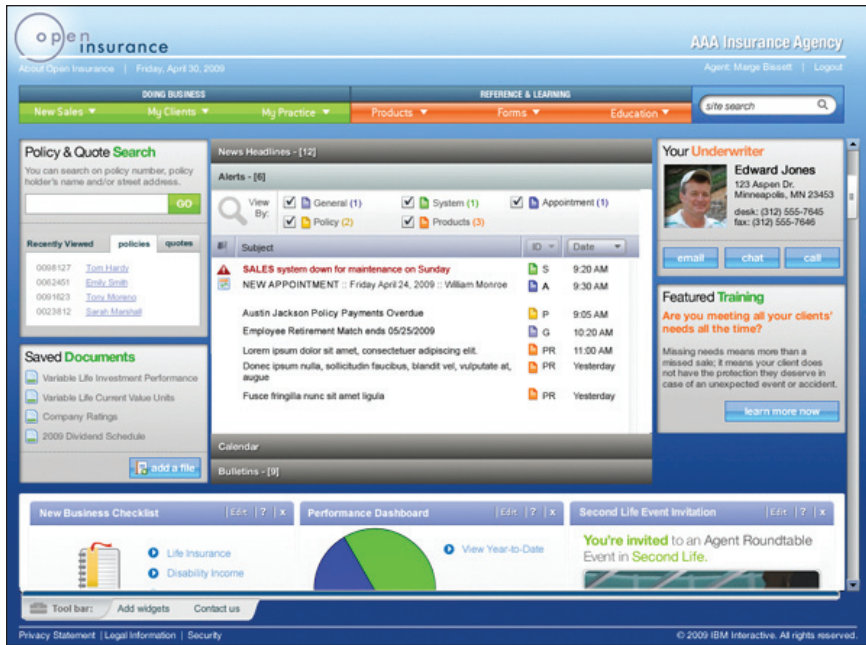 open
insurance
AAA Insurance Agency
About Open Insurance | Friday, April 30, 2009
Agent: Marge Bissett | Logout
DOING BUSINESS
REFERENCE & LEARNING
New Sales
My Clients
My Practice
Products
Forms
Education
site search
Policy & Quote Search
You can search on policy number, policy
holder's name and/or street address.
GO
Recently Viewed policies quotes
0098127 Tom Hardy
0062451 Emily Smith
0091623 Tony Moreno
0023812 Sarah Marshall
Saved Documents
Variable Life Investment Performance
Variable Life Current Value Units
Company Ratings
2009 Dividend Schedule
add a file
News Headlines - [12]
Alerts - [6]
View
By:
General (1)
System (1)
Appointment (1)
Policy (2)
Products (3)
Subject ID Date
SALES system down for maintenance on Sunday S 9:20 AM
NEW APPOINTMENT :: Friday April 24, 2009 :: William Monroe A 9:30 AM
Austin Jackson Policy Payments Overdue P 9:05 AM
Employee Retirement Match ends 05/25/2009 G 10:20 AM
Lorem ipsum dolor sit amet, consectetuer adipiscing elit. PR 11:00 AM
Donec ipsum nulla, sollicitudin faucibus, blandit vel, vulputate at, PR Yesterday
augue
Fusce fringilla nunc sit amet ligula PR Yesterday
Calendar
Bulletins - [9]
Your Underwriter
Edward Jones
123 Aspen Dr.
Minneapolis, MN 23453
desk: (312) 555-7645
fax: (312) 555-7646
email
chat
call
Featured Training
Are you meeting all your clients'
needs all the time?
Missing needs means more than a
missed sale; it means your client does
not have the protection they deserve in
case of an unexpected event or accident.
learn more now
New Business Checklist |Edit |? |x
Life Insurance
Disability Income
Performance Dashboard |Edit |? |x
View Year-to-Date
Second Life Event Invitation |Edit |? |x
You're invited to an Agent Roundtable
Event in Second Life.
Tool bar: Add widgets Contact us
Privacy Statement | Legal Information | Security
© 2009 IBM Interactive. All rights reserved.